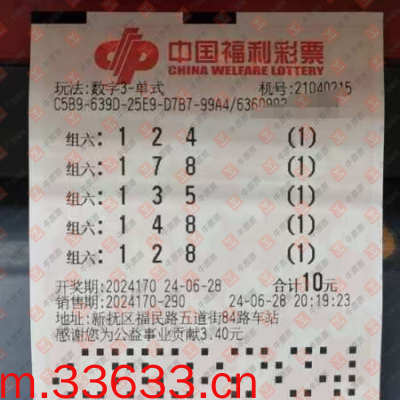 中国福利彩票
CHINA WELFARE LOTTERY
玩法:数字3-单式 机号:21040215
C5B9-639D-25E9-D7B7-99A4/6360992
组六:1 2 4 (1)
组六:1 7 8 (1)
组六:1 3 5 (1)
组六:1 4 8 (1)
组六:1 2 8 (1)
开奖期:2024170 24-06-28 合计10元
销售期:2024170-290 24-06-28 20:19:23
地址:新抚区福民路五道街84路车站
感谢您为公益事业贡献3.40元
m.33633.cn